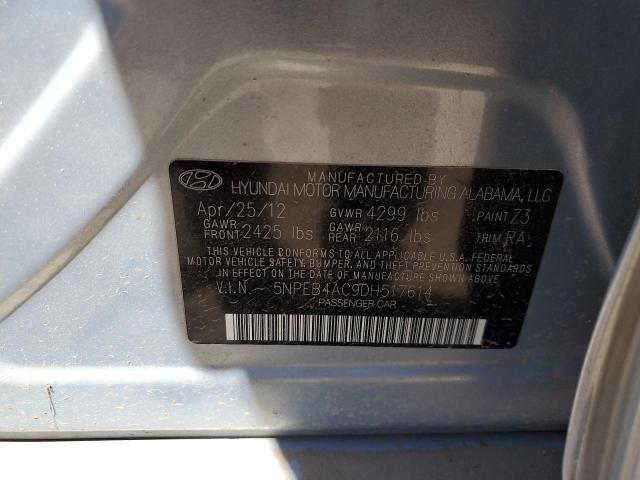 MANUFACTURED BY
HYUNDAI MOTOR MANUFACTURING ALABAMA, LLC
Apr/25/12 GVWR 4299 lbs PAINT Z3
GAWR FRONT 2425 lbs GAWR REAR 2116 lbs TRIM RA
THIS VEHICLE CONFORMS TO ALL APPLICABLE U.S.A. FEDERAL
MOTOR VEHICLE SAFETY, BUMPER, AND THEFT PREVENTION STANDARDS
IN EFFECT ON THE DATE OF MANUFACTURE SHOWN ABOVE
V.I.N - 5NPEB4AC9DH517614
PASSENGER CAR